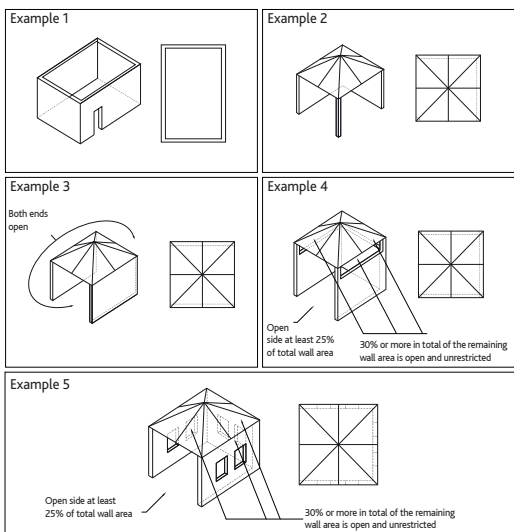 Example 1
Example 2
Example 3
Both ends
open
Example 4
Open
side at least 25%
of total wall area
30% or more in total of the remaining
wall area is open and unrestricted
Example 5
Open side at least
25% of total wall area
30% or more in total of the remaining
wall area is open and unrestricted